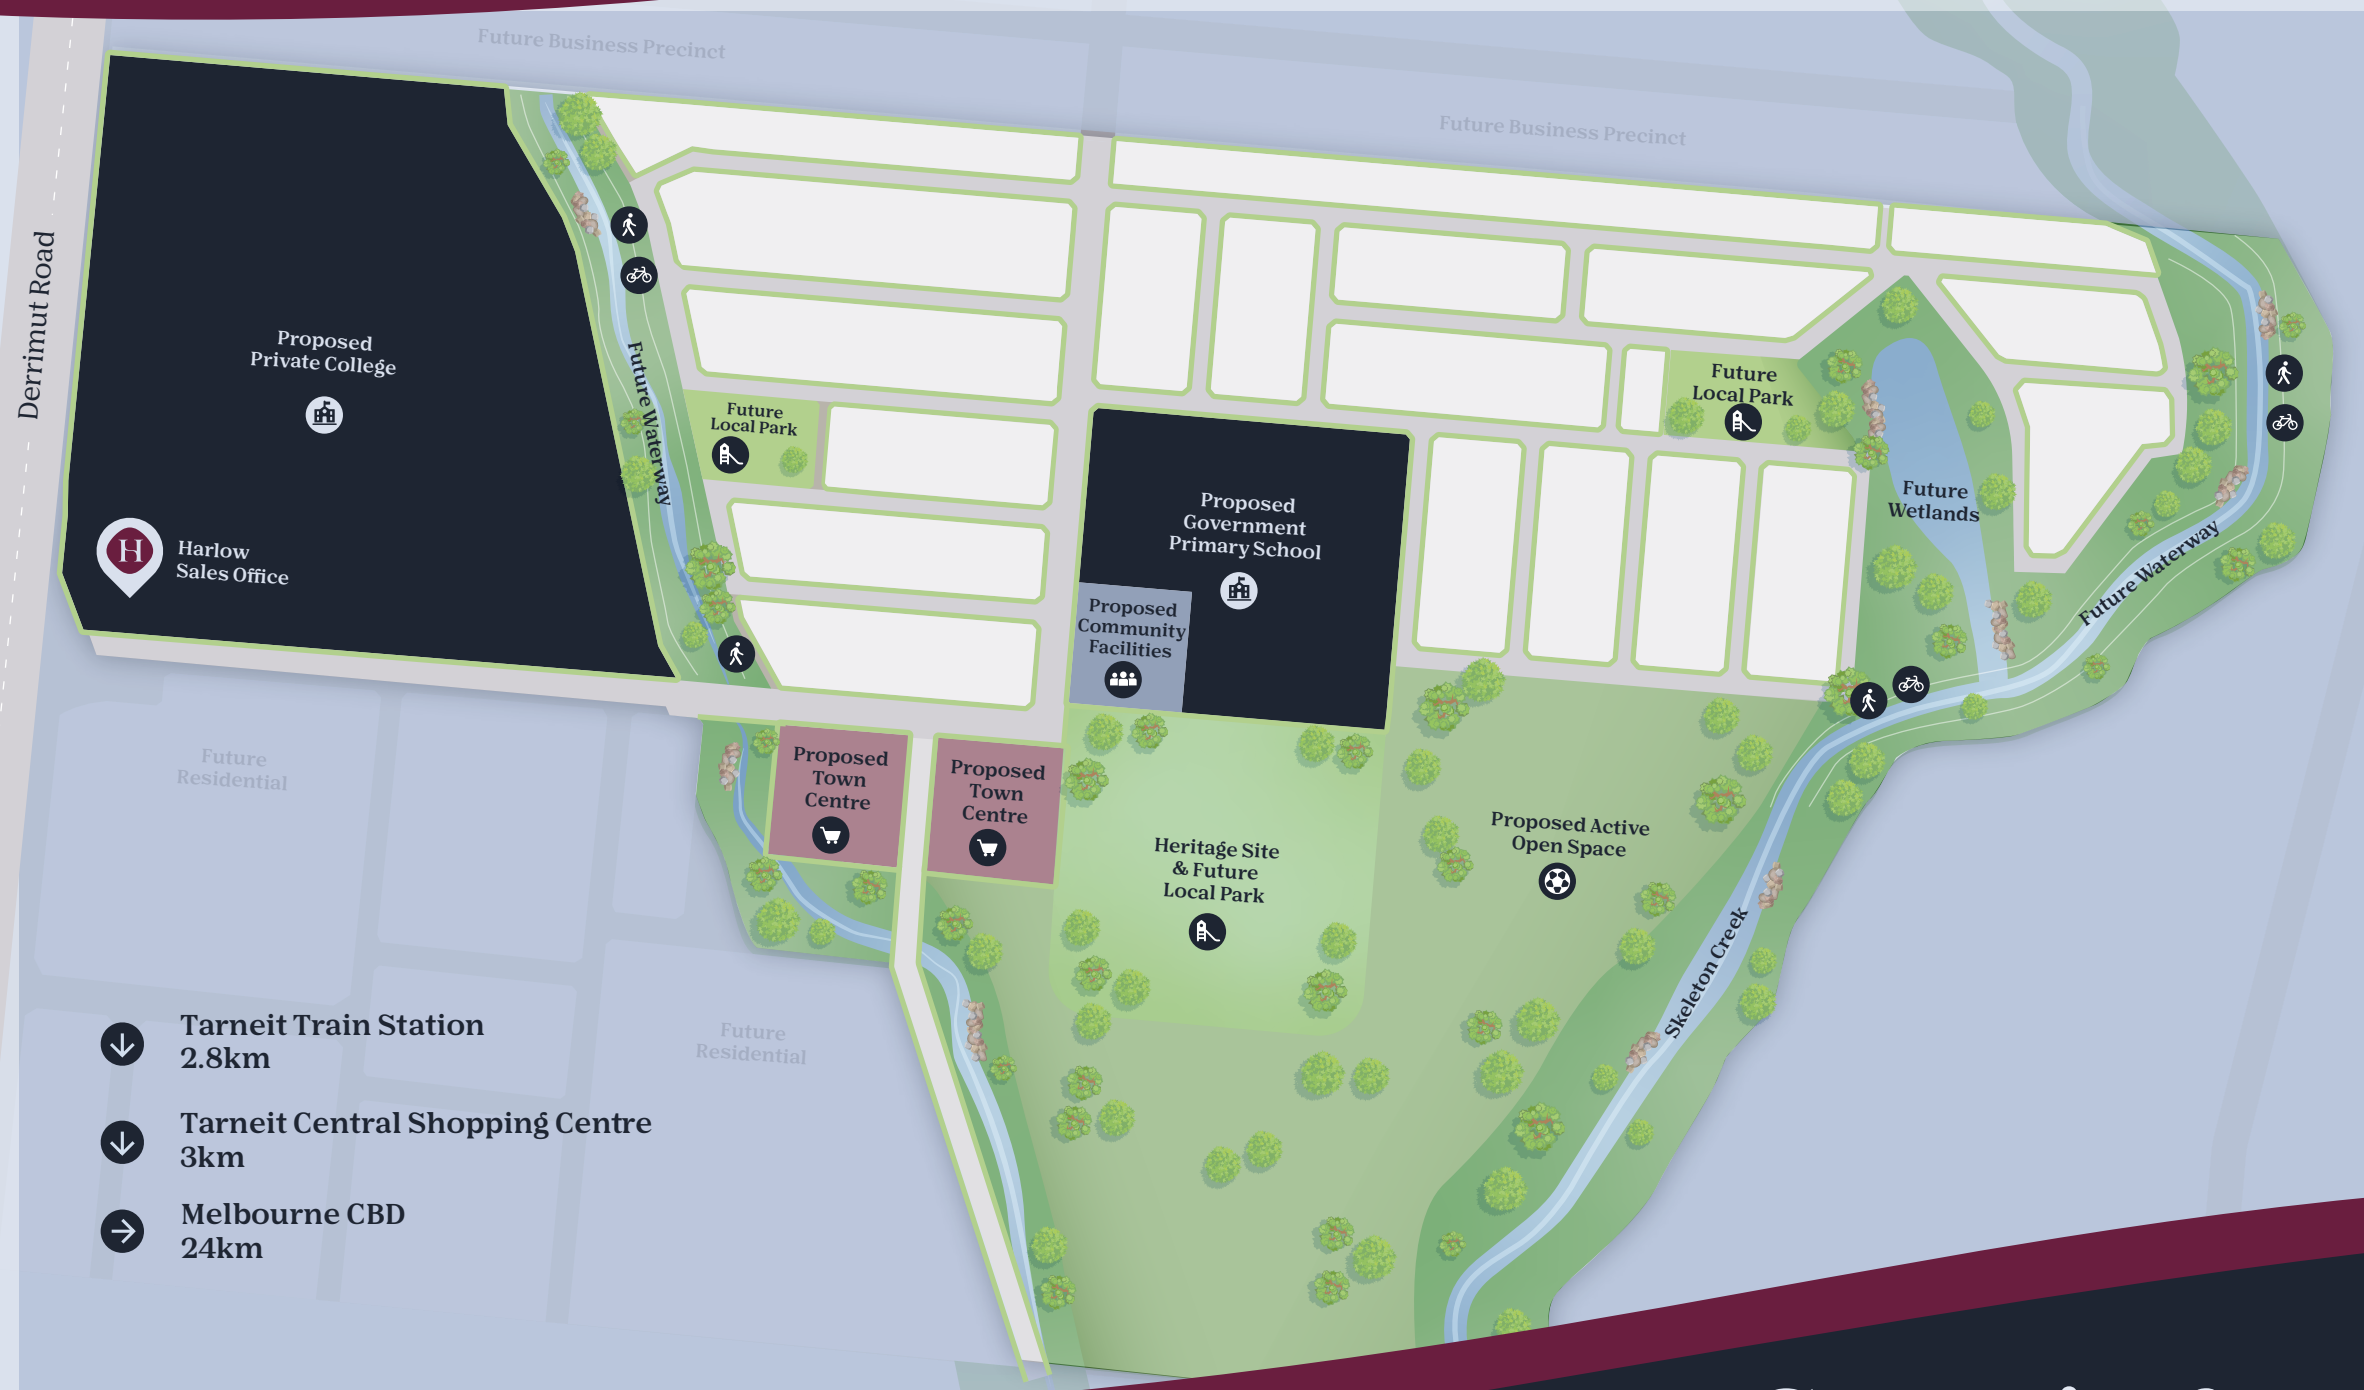 Future Business Precinct
Future Business Precinct
Derrimut Road
Proposed
Private College
H
Harlow
Sales Office
Future Waterway
Future
Local Park
Proposed
Government
Primary School
Proposed
Community
Facilities
Future
Local Park
Future
Wetlands
Future Waterway
Future
Residential
Proposed
Town
Centre
Proposed
Town
Centre
Heritage Site
& Future
Local Park
Proposed Active
Open Space
Skeleton Creek
Future
Residential
Tarneit Train Station
2.8km
Tarneit Central Shopping Centre
3km
Melbourne CBD
24km